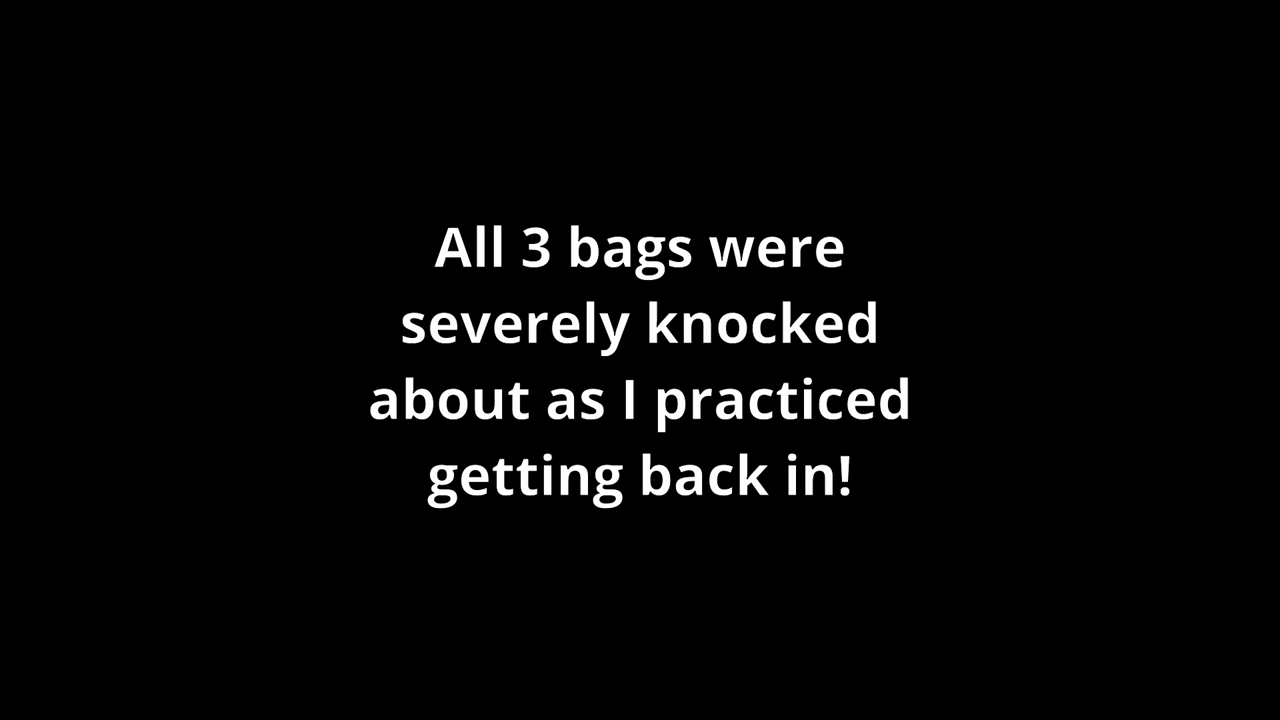 All 3 bags were
severely knocked
about as I practiced
getting back in!